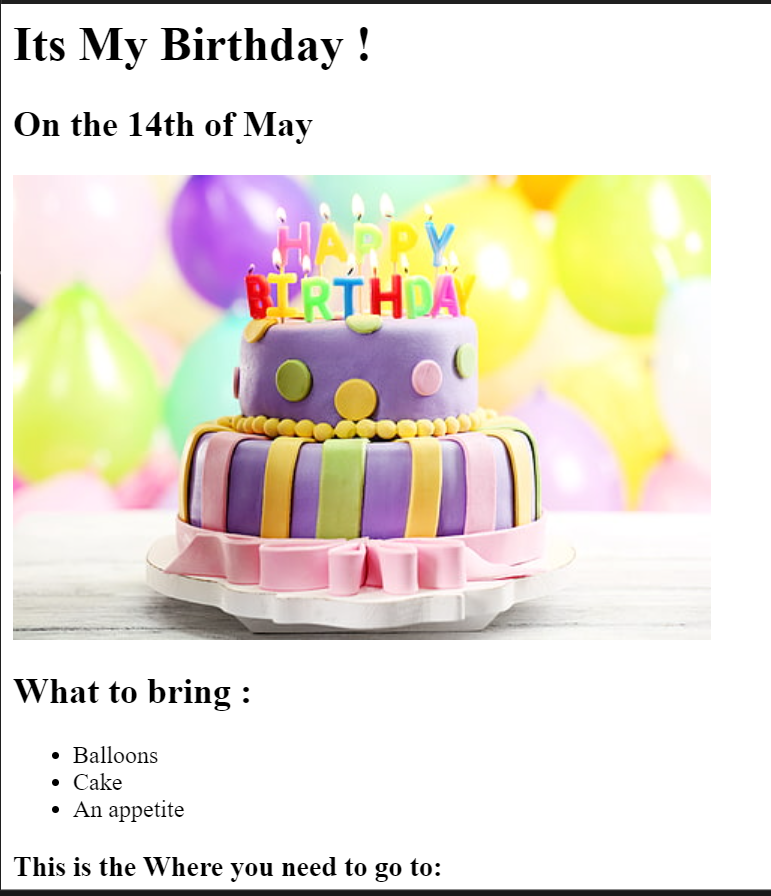 Its My Birthday !
On the 14th of May
HAPPY
BIRTHDAY
What to bring :
Balloons
Cake
An appetite
This is the Where you need to go to: